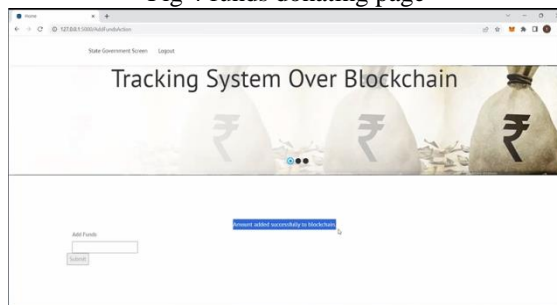 Fig 4 funds donating page
Home
127.0.0.1:5000/AddFundsAction
State Government Screen Logout
Tracking System Over Blockchain
₹ ₹ ₹
Amount added successfully to blockchain
Add Funds
Submit